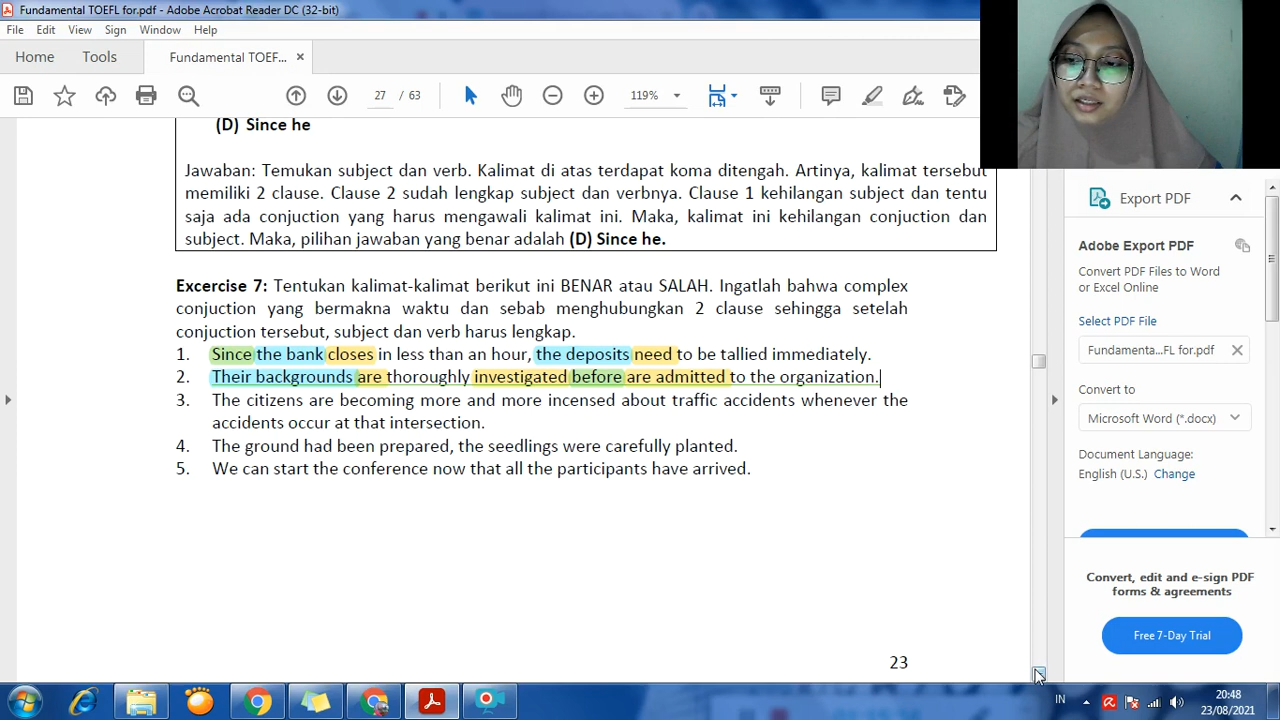 Fundamental TOEFL for.pdf - Adobe Acrobat Reader DC (32-bit)
File Edit View Sign Window Help
Home Tools Fundamental TOEF... ×
27 / 63 119%
(D) Since he
Jawaban: Temukan subject dan verb. Kalimat di atas terdapat koma ditengah. Artinya, kalimat tersebut
memiliki 2 clause. Clause 2 sudah lengkap subject dan verbnya. Clause 1 kehilangan subject dan tentu
saja ada conjuction yang harus mengawali kalimat ini. Maka, kalimat ini kehilangan conjuction dan
subject. Maka, pilihan jawaban yang benar adalah (D) Since he.
Excercise 7: Tentukan kalimat-kalimat berikut ini BENAR atau SALAH. Ingatlah bahwa complex
conjuction yang bermakna waktu dan sebab menghubungkan 2 clause sehingga setelah
conjuction tersebut, subject dan verb harus lengkap.
1. Since the bank closes in less than an hour, the deposits need to be tallied immediately.
2. Their backgrounds are thoroughly investigated before are admitted to the organization.
3. The citizens are becoming more and more incensed about traffic accidents whenever the
accidents occur at that intersection.
4. The ground had been prepared, the seedlings were carefully planted.
5. We can start the conference now that all the participants have arrived.
23
Export PDF
Adobe Export PDF
Convert PDF Files to Word
or Excel Online
Select PDF File
Fundamenta...FL for.pdf
Convert to
Microsoft Word (*.docx)
Document Language:
English (U.S.) Change
Convert, edit and e-sign PDF
forms & agreements
Free 7-Day Trial
IN
20:48
23/08/2021